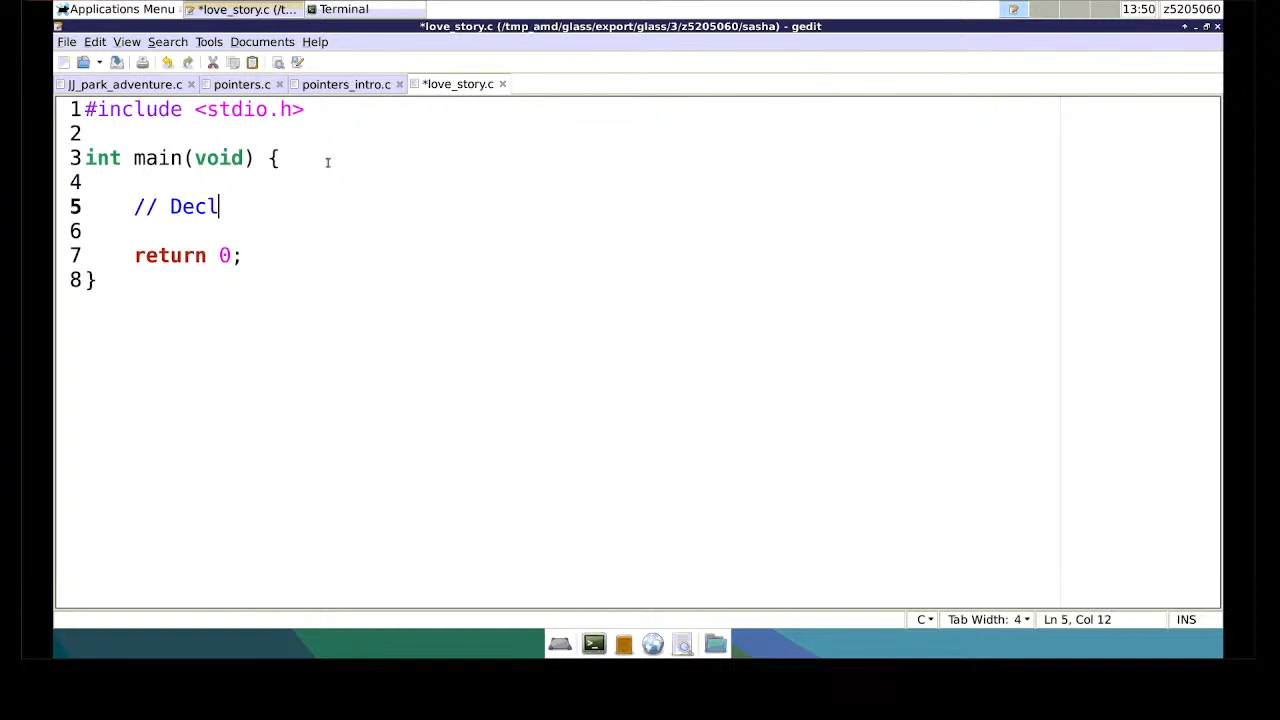 Applications Menu *love_story.c (/t... Terminal 13:50 z5205060
*love_story.c (/tmp_amd/glass/export/glass/3/z5205060/sasha) - gedit
File Edit View Search Tools Documents Help
JJ_park_adventure.c pointers.c pointers_intro.c *love_story.c
1 #include <stdio.h>
2
3 int main(void) {
4
5 // Decl
6
7 return 0;
8 }
C Tab Width: 4 Ln 5, Col 12 INS